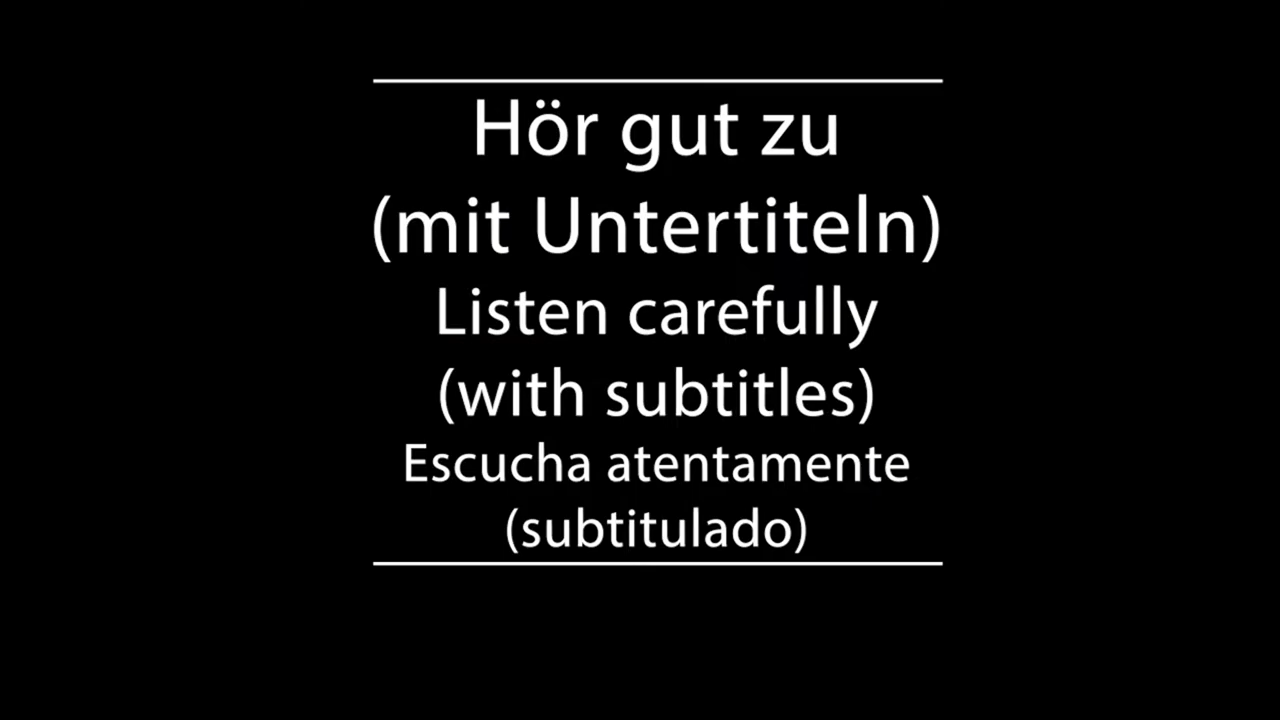 Hör gut zu
(mit Untertiteln)
Listen carefully
(with subtitles)
Escucha atentamente
(subtitulado)